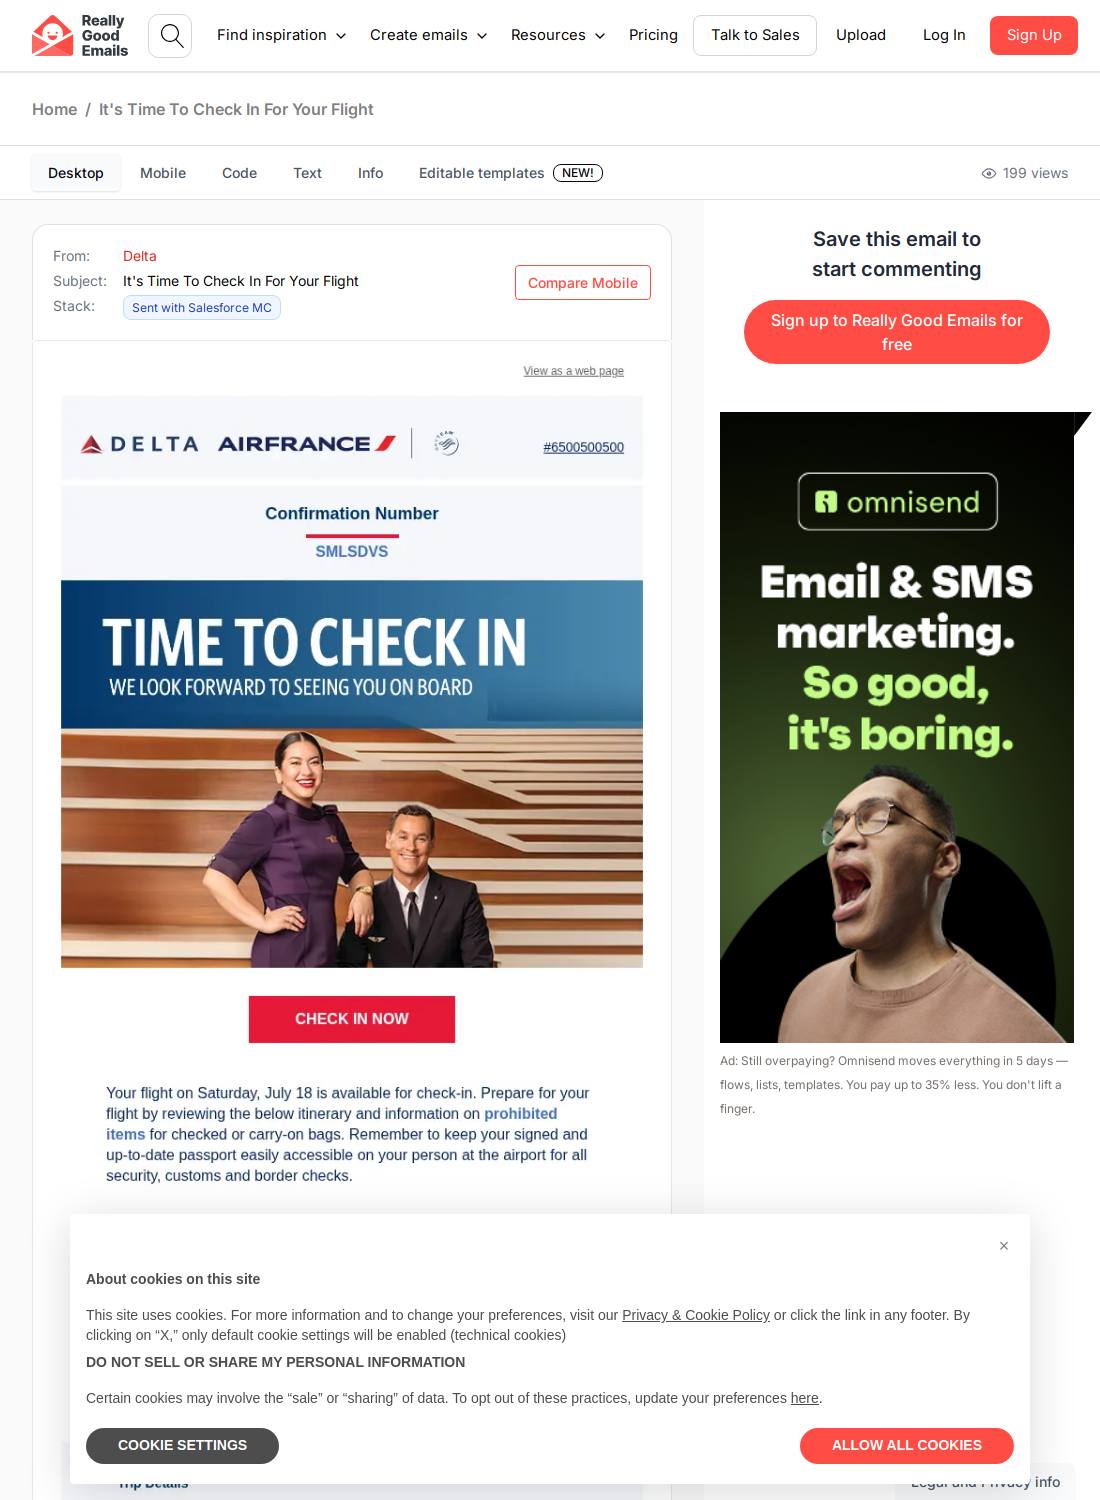 Really
Good
Emails
Find inspiration
Create emails
Resources
Pricing
Talk to Sales
Upload
Log In
Sign Up
Home / It's Time To Check In For Your Flight
Desktop
Mobile
Code
Text
Info
Editable templates NEW!
199 views
From: Delta
Subject: It's Time To Check In For Your Flight
Stack: Sent with Salesforce MC
Compare Mobile
View as a web page
DELTA AIRFRANCE
#6500500500
Confirmation Number
SMLSDVS
TIME TO CHECK IN
WE LOOK FORWARD TO SEEING YOU ON BOARD
CHECK IN NOW
Your flight on Saturday, July 18 is available for check-in. Prepare for your
flight by reviewing the below itinerary and information on prohibited
items for checked or carry-on bags. Remember to keep your signed and
up-to-date passport easily accessible on your person at the airport for all
security, customs and border checks.
Save this email to
start commenting
Sign up to Really Good Emails for
free
omnisend
Email & SMS
marketing.
So good,
it's boring.
Ad: Still overpaying? Omnisend moves everything in 5 days —
flows, lists, templates. You pay up to 35% less. You don't lift a
finger.
×
About cookies on this site
This site uses cookies. For more information and to change your preferences, visit our Privacy & Cookie Policy or click the link in any footer. By
clicking on “X,” only default cookie settings will be enabled (technical cookies)
DO NOT SELL OR SHARE MY PERSONAL INFORMATION
Certain cookies may involve the “sale” or “sharing” of data. To opt out of these practices, update your preferences here.
COOKIE SETTINGS
ALLOW ALL COOKIES
Trip Details
Legal and Privacy info